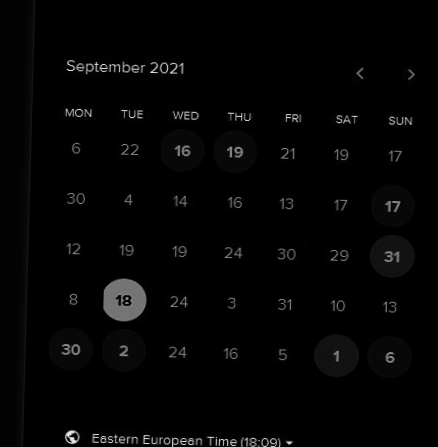 September 2021 < >
MON TUE WED THU FRI SAT SUN
6 22 16 19 21 19 17
30 4 14 16 13 17 17
12 19 19 24 30 29 31
8 18 24 3 31 10 13
30 2 24 16 5 1 6
Eastern European Time (18:09)